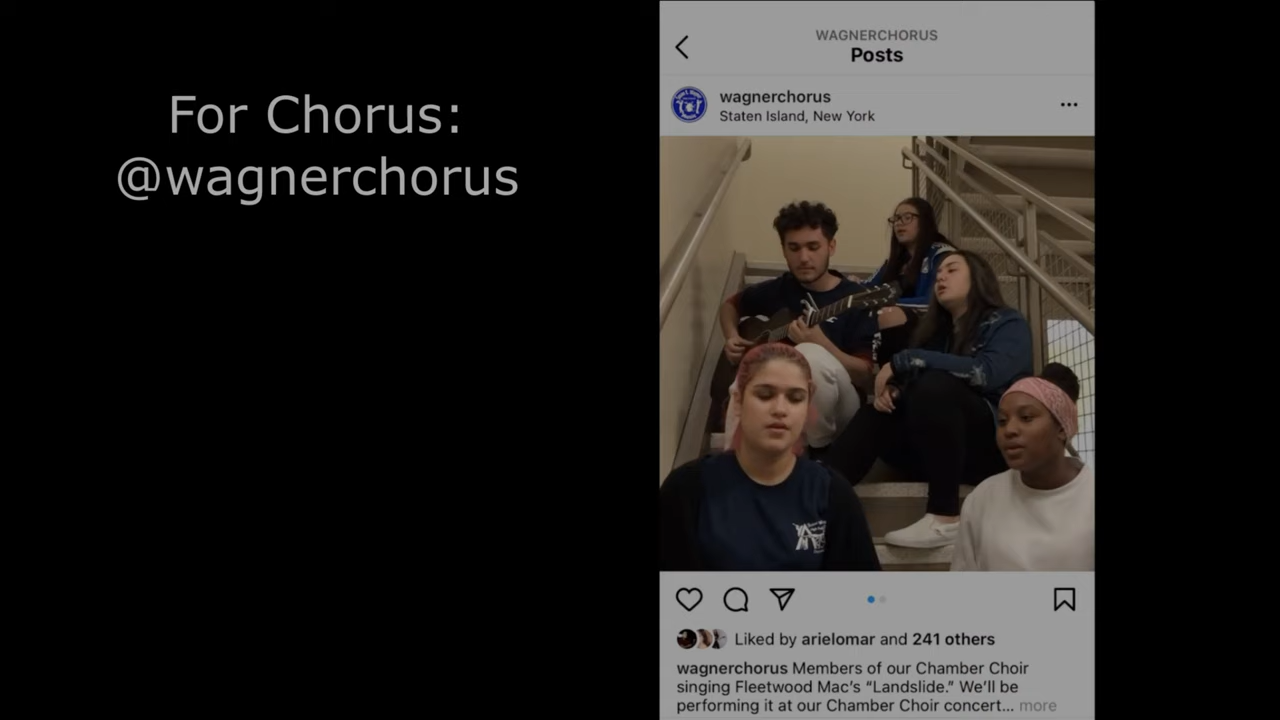 For Chorus:
@wagnerchorus
WAGNERCHORUS
Posts
wagnerchorus
Staten Island, New York
Liked by arielomar and 241 others
wagnerchorus Members of our Chamber Choir
singing Fleetwood Mac's “Landslide.” We'll be
performing it at our Chamber Choir concert... more